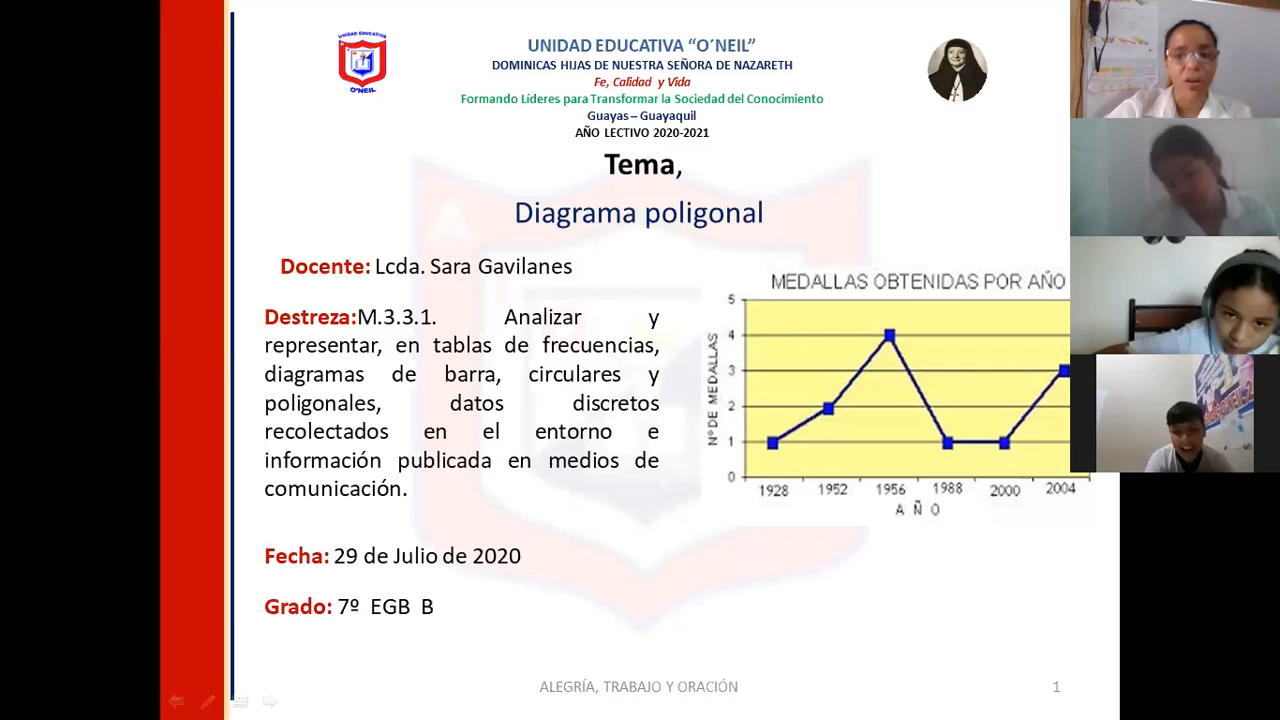 UNIDAD EDUCATIVA
O'NEIL
UNIDAD EDUCATIVA “O´NEIL”
DOMINICAS HIJAS DE NUESTRA SEÑORA DE NAZARETH
Fe, Calidad y Vida
Formando Líderes para Transformar la Sociedad del Conocimiento
Guayas – Guayaquil
AÑO LECTIVO 2020-2021
Tema,
Diagrama poligonal
Docente: Lcda. Sara Gavilanes
Destreza:M.3.3.1. Analizar y
representar, en tablas de frecuencias,
diagramas de barra, circulares y
poligonales, datos discretos
recolectados en el entorno e
información publicada en medios de
comunicación.
Fecha: 29 de Julio de 2020
Grado: 7º EGB B
MEDALLAS OBTENIDAS POR AÑO
Nº DE MEDALLAS
5
4
3
2
1
0
1928 1952 1956 1988 2000 2004
AÑO
ALEGRÍA, TRABAJO Y ORACIÓN
1